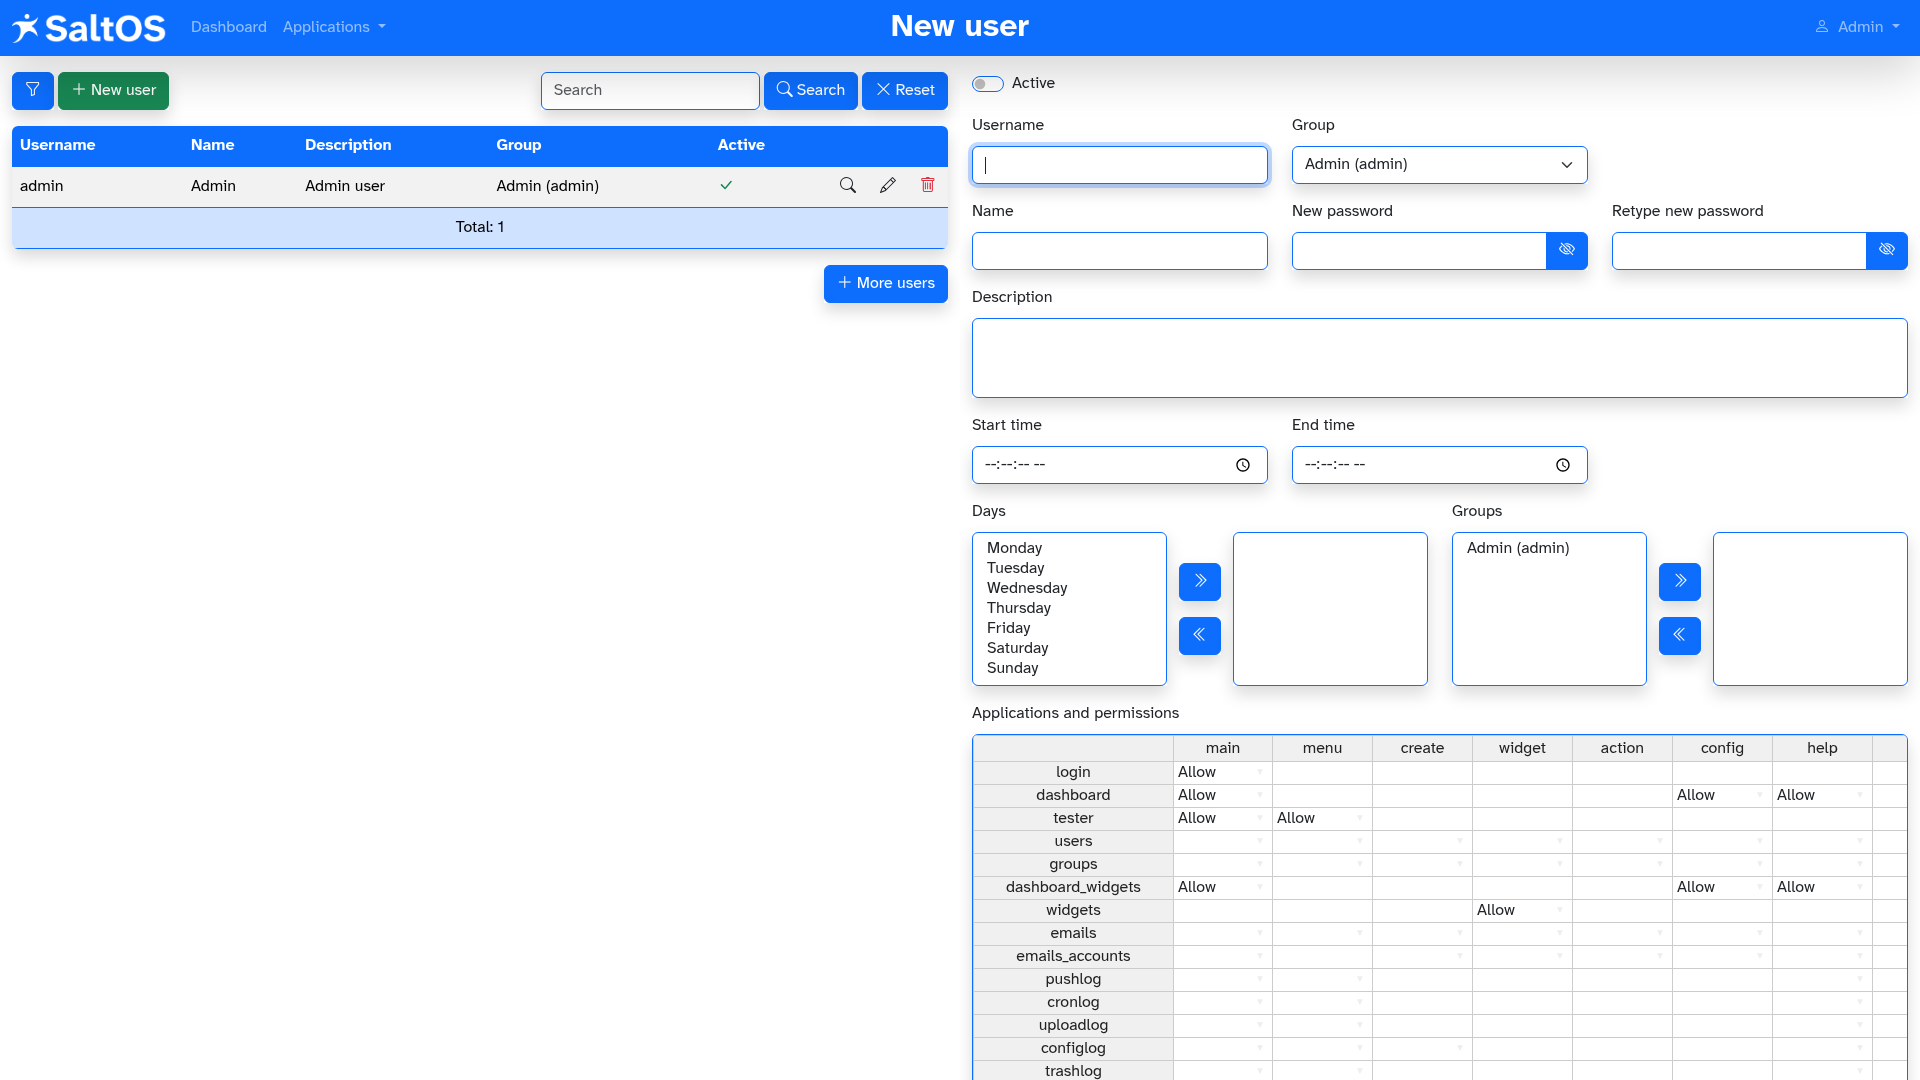 SaltOS
Dashboard
Applications
New user
Admin
New user
Search
Search
Reset
Username Name Description Group Active
admin Admin Admin user Admin (admin)
Total: 1
More users
Active
Username
Group
Admin (admin)
Name
New password
Retype new password
Description
Start time
End time
--:--:-- --
--:--:-- --
Days
Groups
Monday
Tuesday
Wednesday
Thursday
Friday
Saturday
Sunday
Admin (admin)
Applications and permissions
main menu create widget action config help
login Allow
dashboard Allow Allow Allow
tester Allow Allow
users
groups
dashboard_widgets Allow Allow Allow
widgets Allow
emails
emails_accounts
pushlog
cronlog
uploadlog
configlog
trashlog